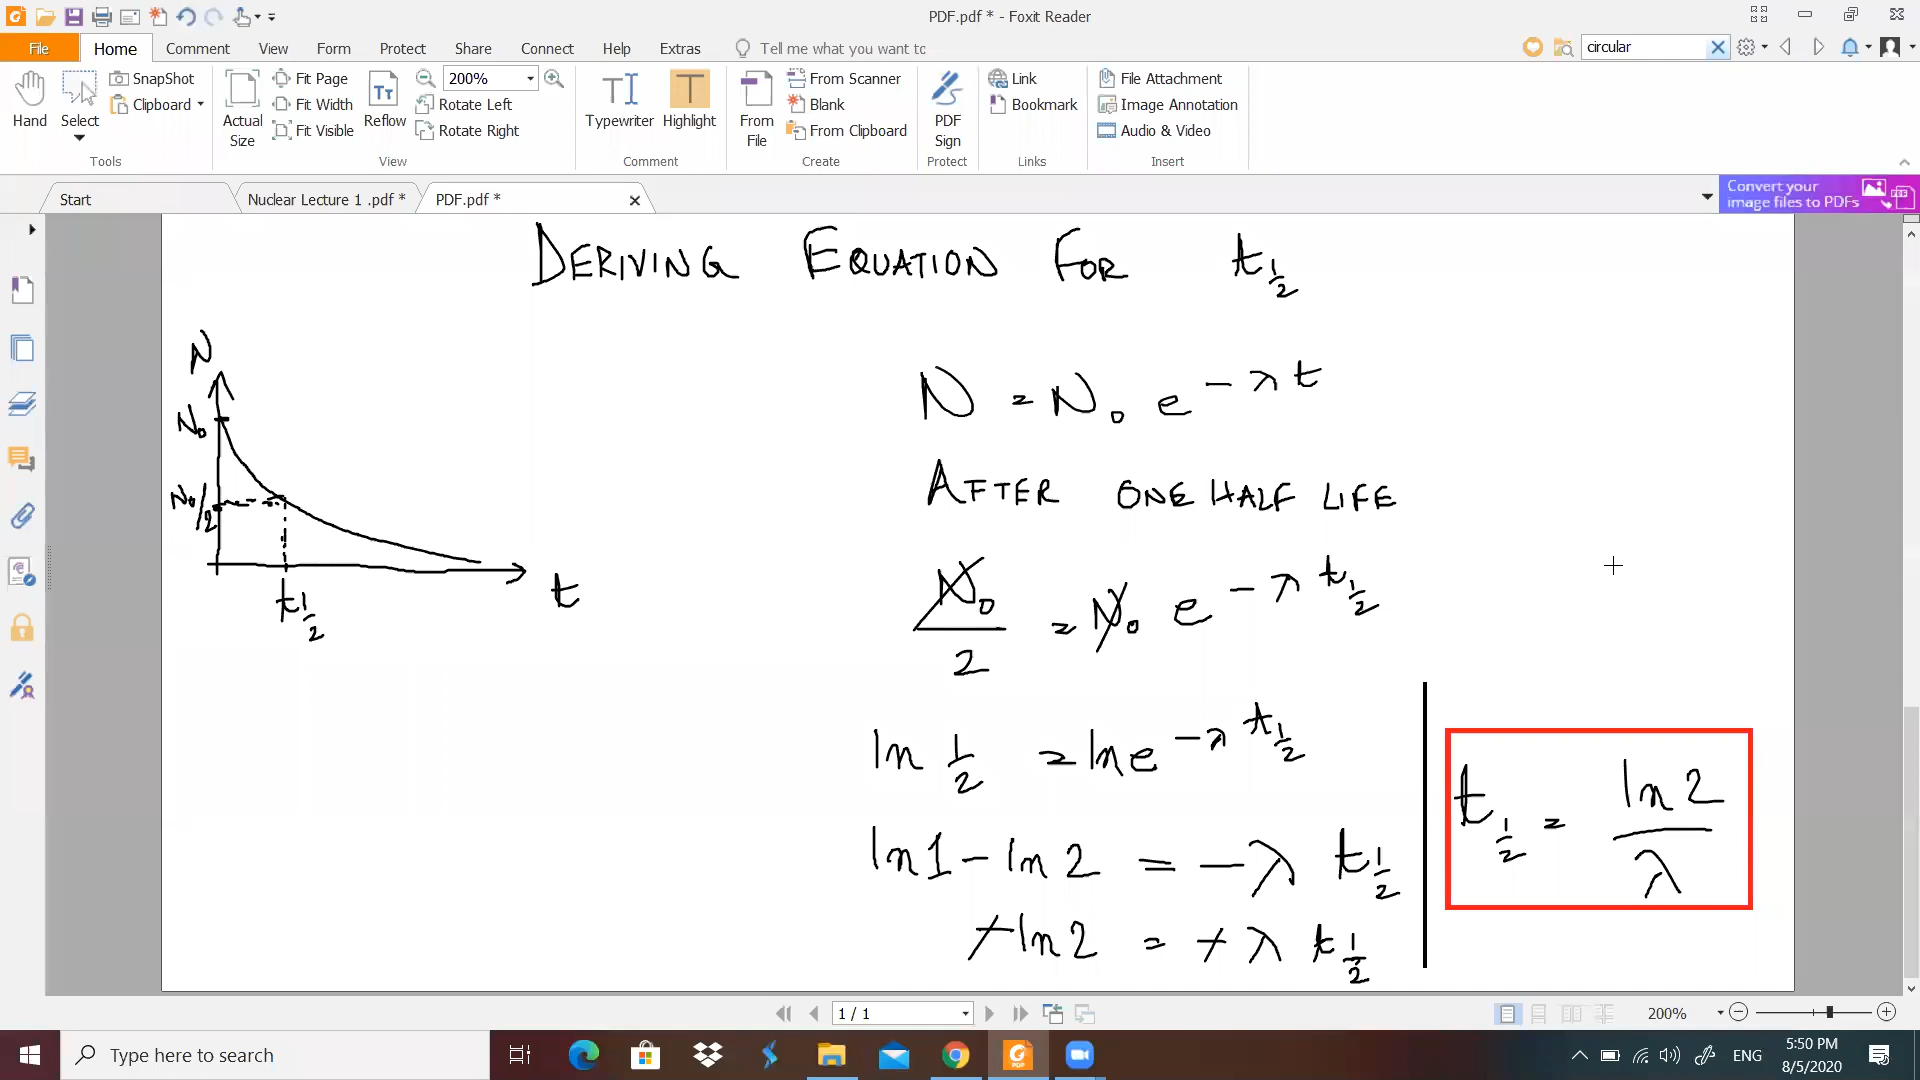 PDF.pdf * - Foxit Reader
File Home Comment View Form Protect Share Connect Help Extras Tell me what you want to circular
Hand Select SnapShot Clipboard Tools
Actual Size Fit Page Fit Width Fit Visible Reflow 200% Rotate Left Rotate Right View
Typewriter Highlight Comment
From File From Scanner Blank From Clipboard Create
PDF Sign Protect
Link Bookmark Links
File Attachment Image Annotation Audio & Video Insert
Start Nuclear Lecture 1 .pdf * PDF.pdf *
Convert your
image files to PDFs
DERIVING EQUATION FOR t½
N
N₀
N₀/2
t½
t
N = N₀ e^(-λt)
AFTER ONE HALF LIFE
N₀/2 = N₀ e^(-λt½)
ln ½ = ln e^(-λt½)
ln1 - ln2 = -λ t½
-ln2 = -λ t½
t½ = ln2/λ
1 / 1
200%
Type here to search
ENG
5:50 PM
8/5/2020